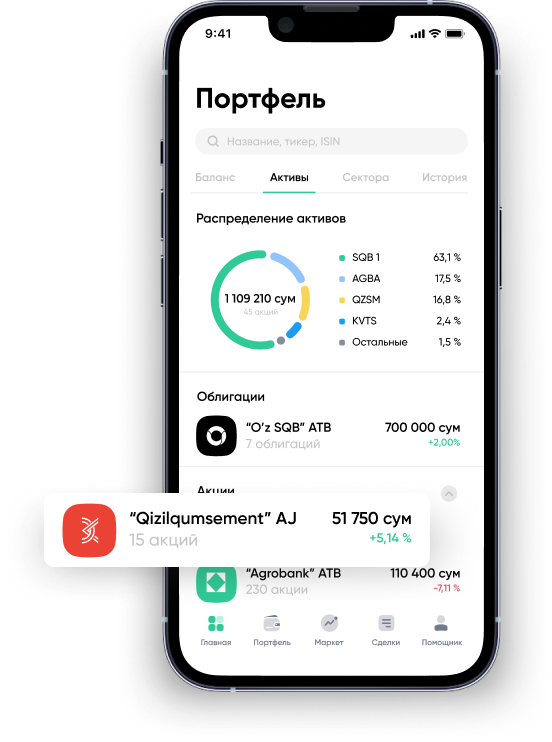 9:41
Портфель
Название, тикер, ISIN
Баланс Активы Сектора История
Распределение активов
1 109 210 сум
45 акций
SQB 1 63,1 %
AGBA 17,5 %
QZSM 16,8 %
KVTS 2,4 %
Остальные 1,5 %
Облигации
“O’z SQB” ATB 700 000 сум
7 облигаций +2,00%
Акции
“Qizilqumsement” AJ 51 750 сум
15 акций +5,14 %
“Agrobank” ATB 110 400 сум
230 акции -7,11 %
Главная Портфель Маркет Сделки Помощник